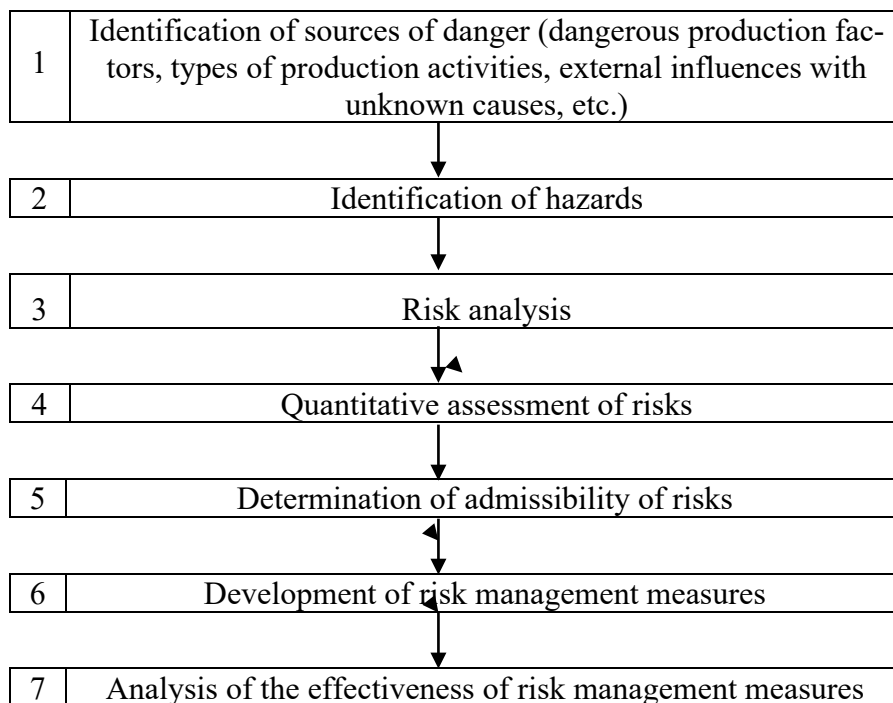 1
Identification of sources of danger (dangerous production fac-
tors, types of production activities, external influences with
unknown causes, etc.)
2
Identification of hazards
3
Risk analysis
4
Quantitative assessment of risks
5
Determination of admissibility of risks
6
Development of risk management measures
7
Analysis of the effectiveness of risk management measures